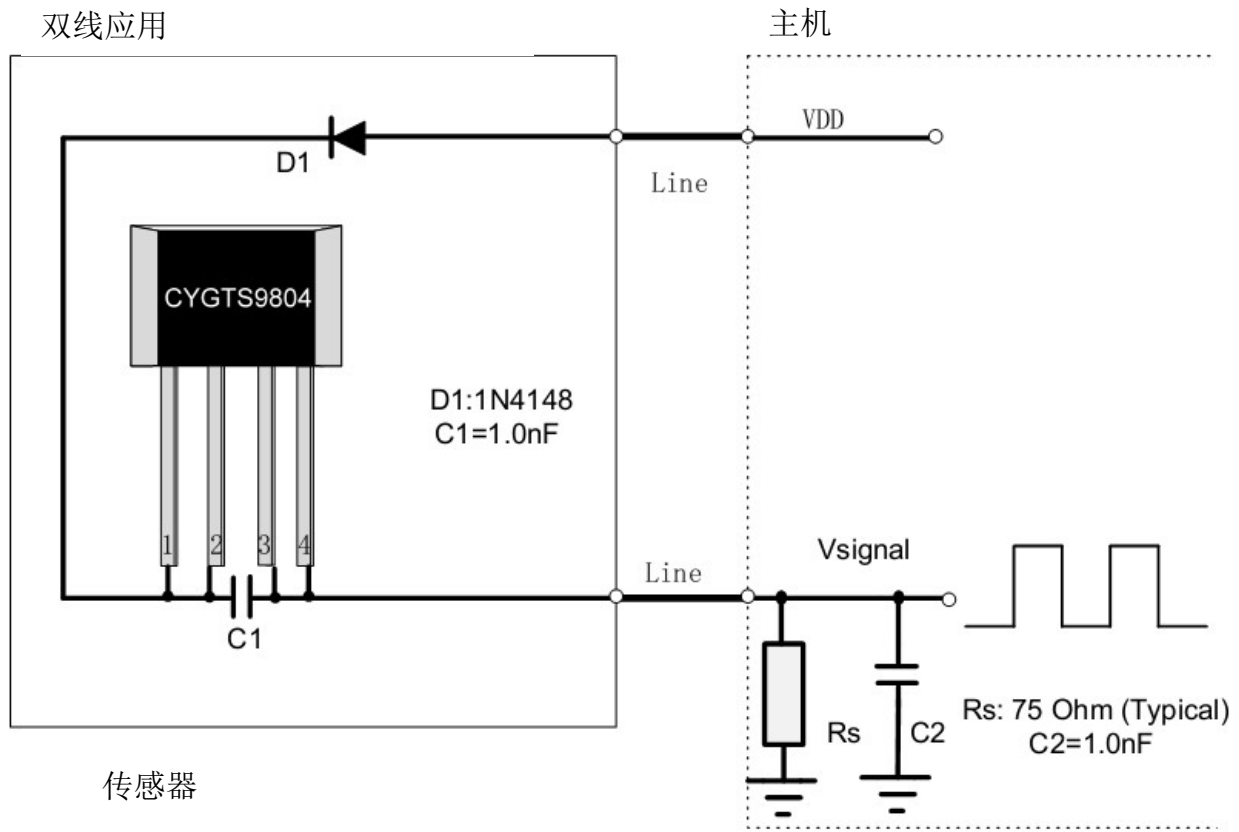 双线应用
主机
VDD
D1
Line
CYGTS9804
D1:1N4148
C1=1.0nF
1 2 3 4
Vsignal
Line
C1
Rs
C2
Rs: 75 Ohm (Typical)
C2=1.0nF
传感器